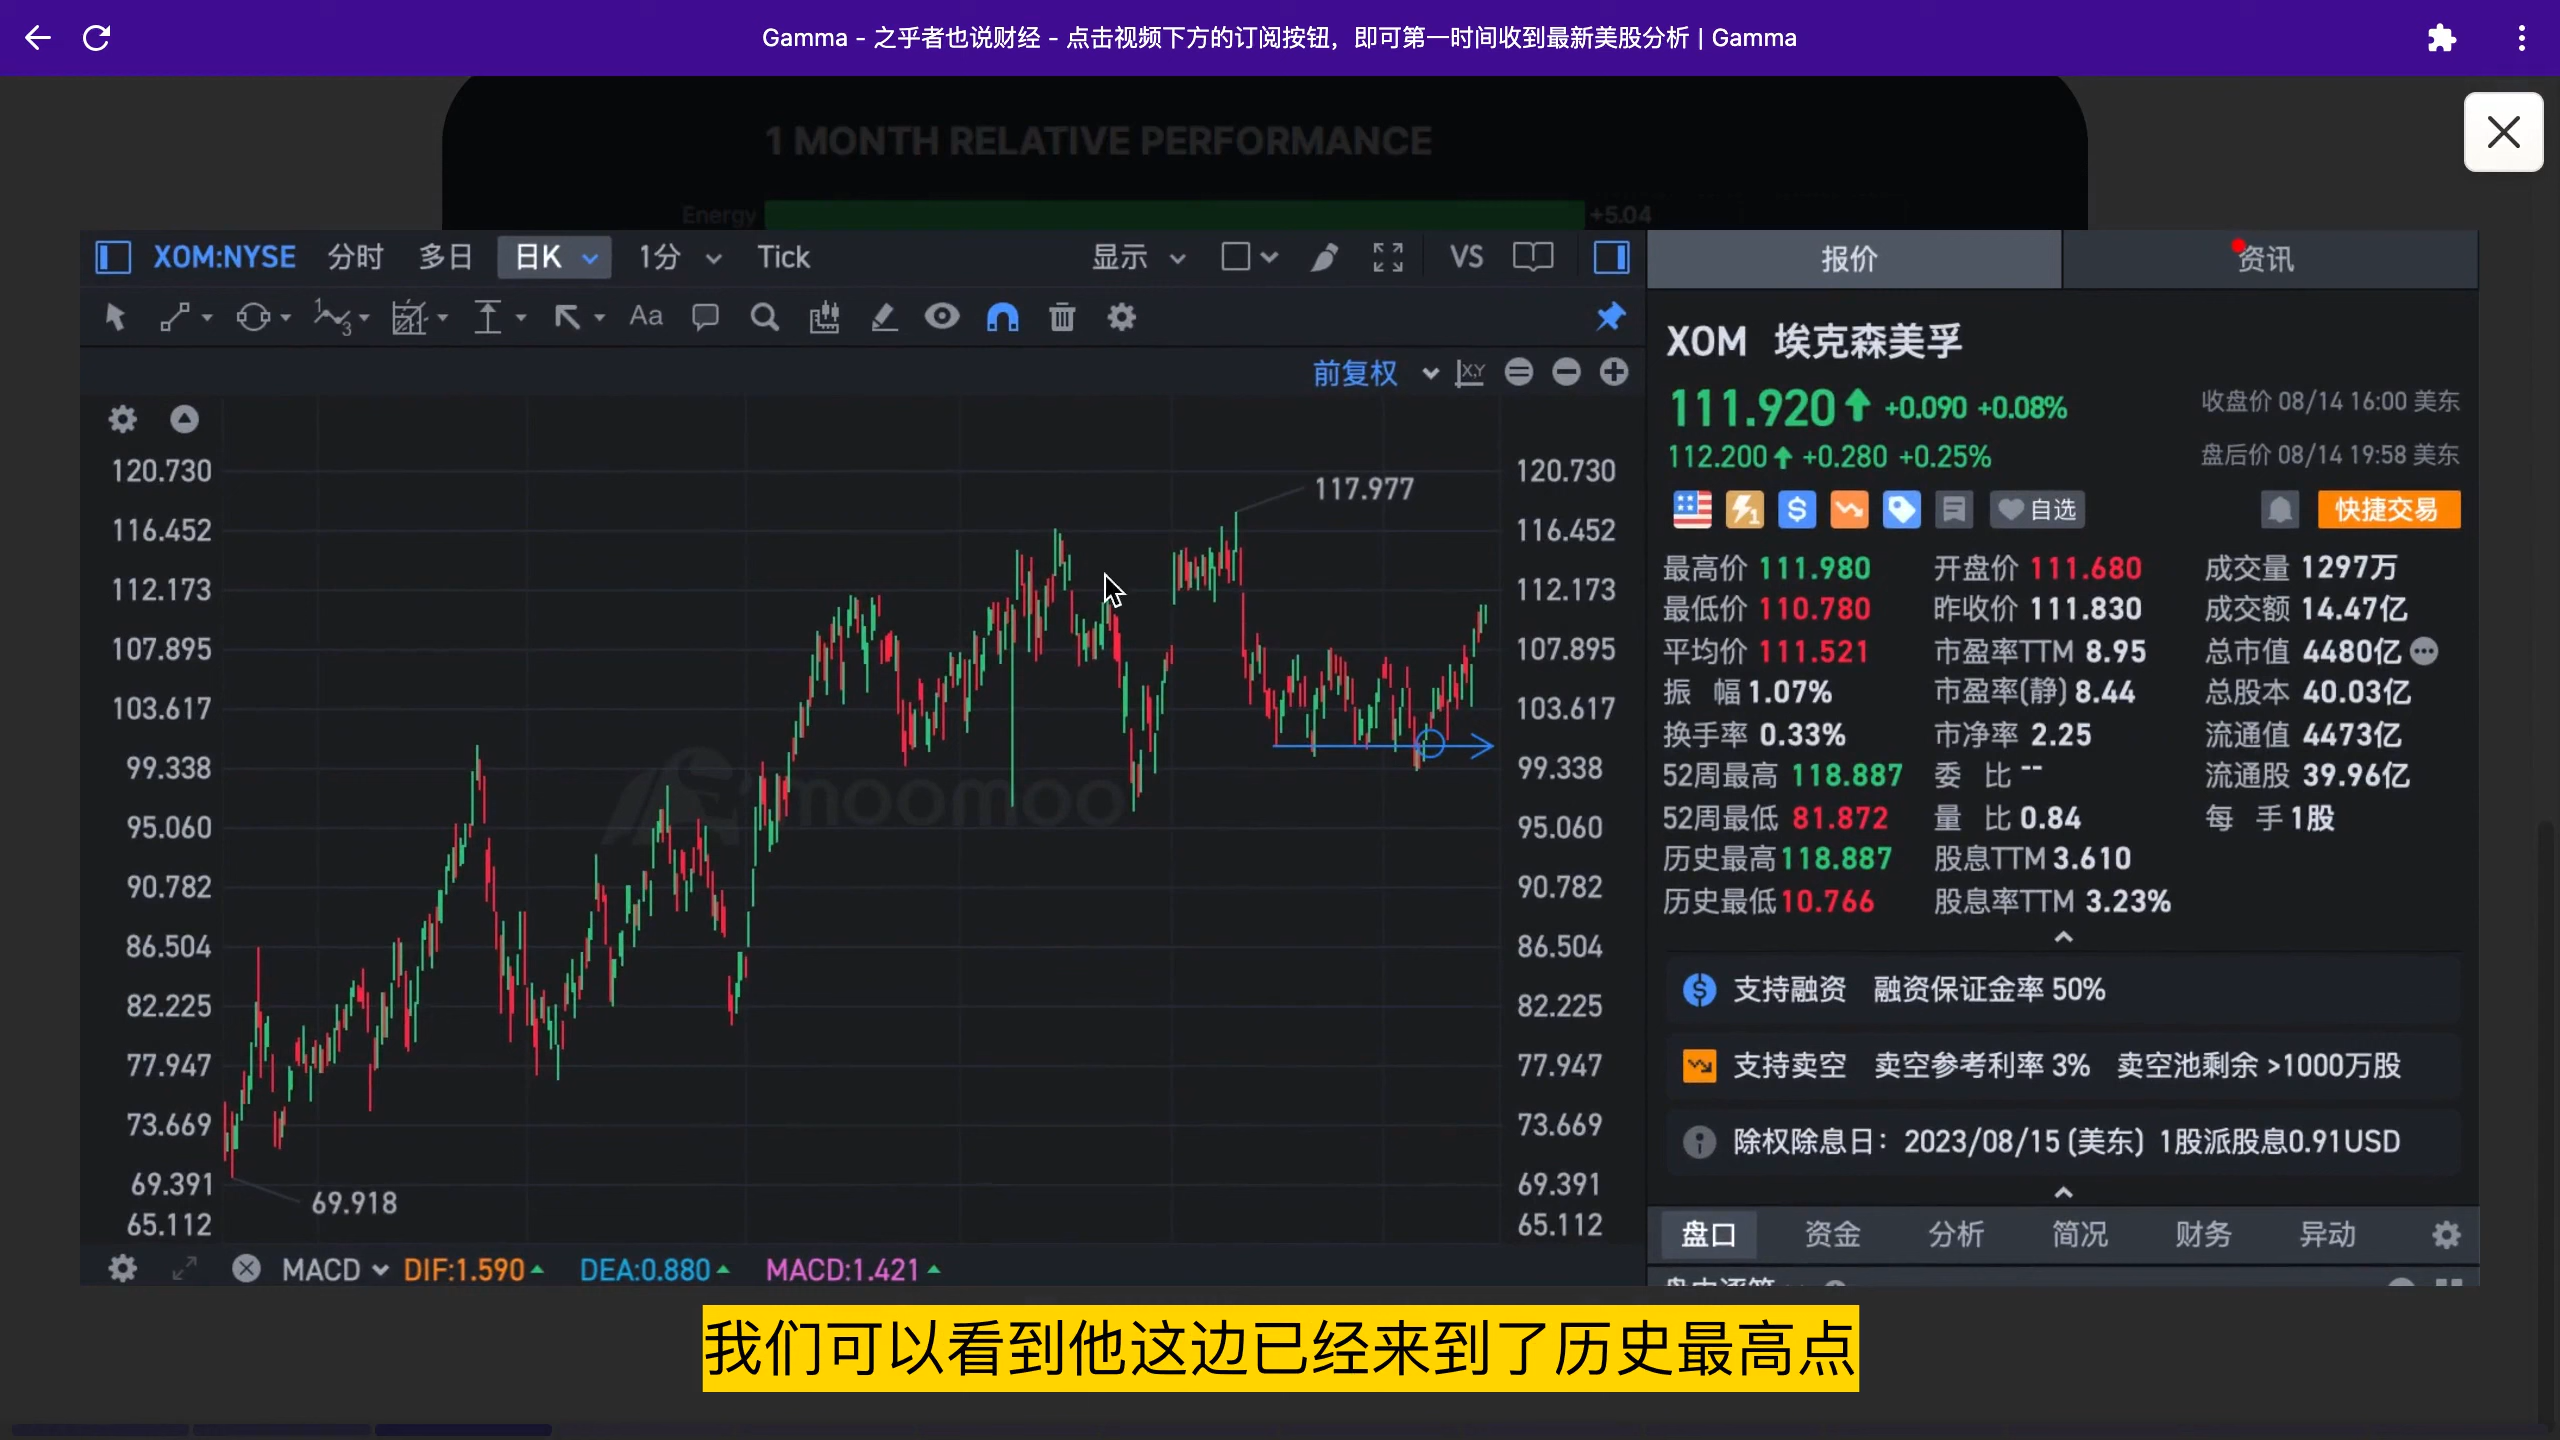 Gamma - 之乎者也说财经 - 点击视频下方的订阅按钮，即可第一时间收到最新美股分析 | Gamma
1 MONTH RELATIVE PERFORMANCE
Energy +5.04
XOM:NYSE 分时 多日 日K 1分 Tick 显示 VS
Aa
前复权 X,Y
120.730 120.730
117.977
116.452 116.452
112.173 112.173
107.895 107.895
103.617 103.617
99.338 99.338
moomoo
95.060 95.060
90.782 90.782
86.504 86.504
82.225 82.225
77.947 77.947
73.669 73.669
69.391 69.391
69.918
65.112 65.112
MACD DIF:1.590 DEA:0.880 MACD:1.421
报价 资讯
XOM 埃克森美孚
111.920 +0.090 +0.08% 收盘价 08/14 16:00 美东
112.200 +0.280 +0.25% 盘后价 08/14 19:58 美东
自选 快捷交易
最高价 111.980 开盘价 111.680 成交量 1297万
最低价 110.780 昨收价 111.830 成交额 14.47亿
平均价 111.521 市盈率TTM 8.95 总市值 4480亿
振 幅 1.07% 市盈率(静) 8.44 总股本 40.03亿
换手率 0.33% 市净率 2.25 流通值 4473亿
52周最高 118.887 委 比 -- 流通股 39.96亿
52周最低 81.872 量 比 0.84 每 手 1股
历史最高 118.887 股息TTM 3.610
历史最低 10.766 股息率TTM 3.23%
支持融资 融资保证金率 50%
支持卖空 卖空参考利率 3% 卖空池剩余 >1000万股
除权除息日：2023/08/15 (美东) 1股派股息0.91USD
盘口 资金 分析 简况 财务 异动
我们可以看到他这边已经来到了历史最高点